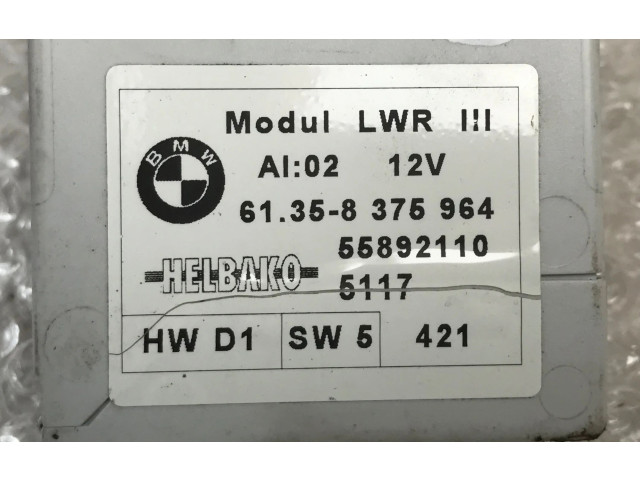 BMW
Modul LWR III
AI:02 12V
61.35-8 375 964
55892110
HELBAKO
5117
HW D1 SW 5 421